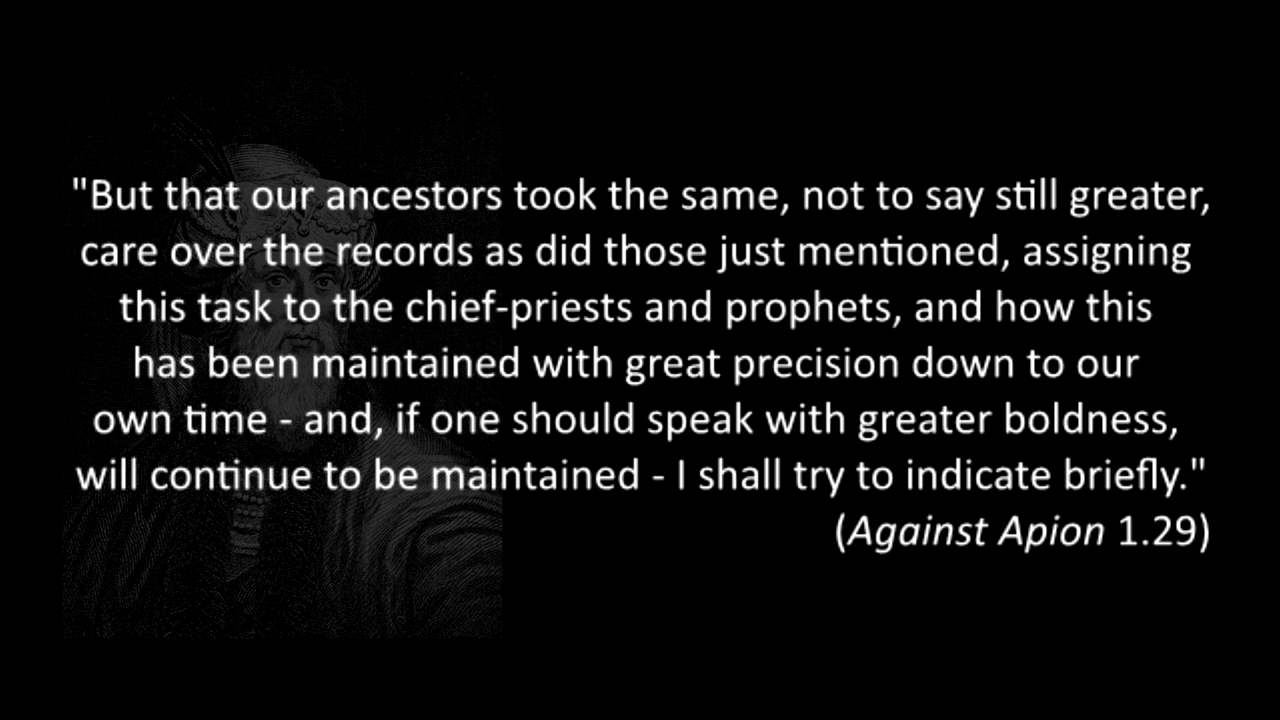 "But that our ancestors took the same, not to say still greater,
care over the records as did those just mentioned, assigning
this task to the chief-priests and prophets, and how this
has been maintained with great precision down to our
own time - and, if one should speak with greater boldness,
will continue to be maintained - I shall try to indicate briefly."
(Against Apion 1.29)